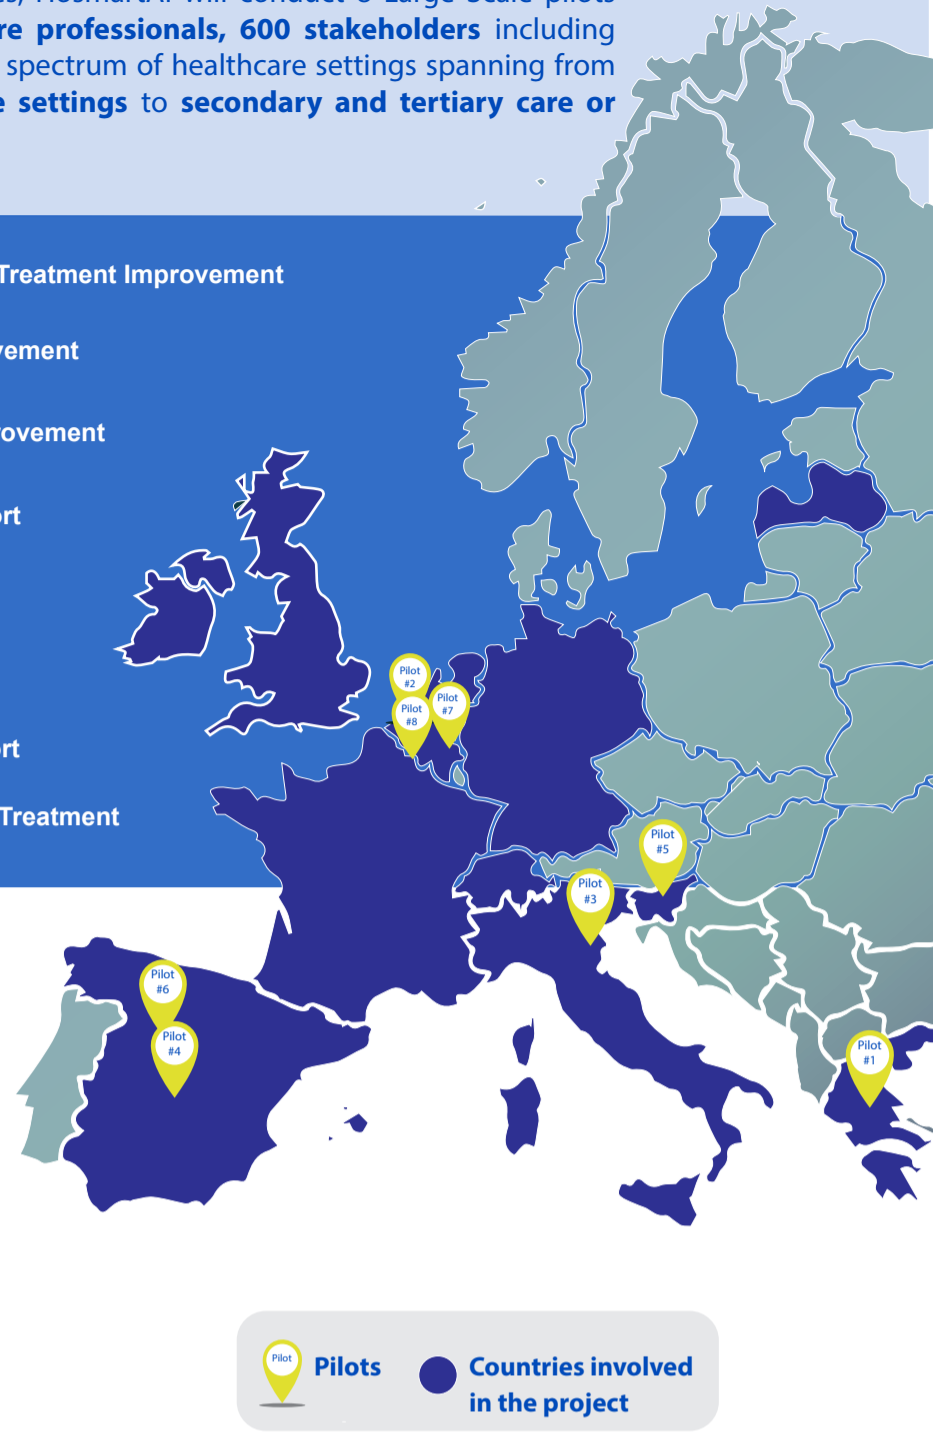 re professionals, 600 stakeholders including
spectrum of healthcare settings spanning from
e settings to secondary and tertiary care or
Treatment Improvement
vement
rovement
rt
Pilot
#2
Pilot
#7
Pilot
#8
rt
Treatment
Pilot
#5
Pilot
#3
Pilot
#6
Pilot
#4
Pilot
#1
Pilot
Pilots
Countries involved
in the project